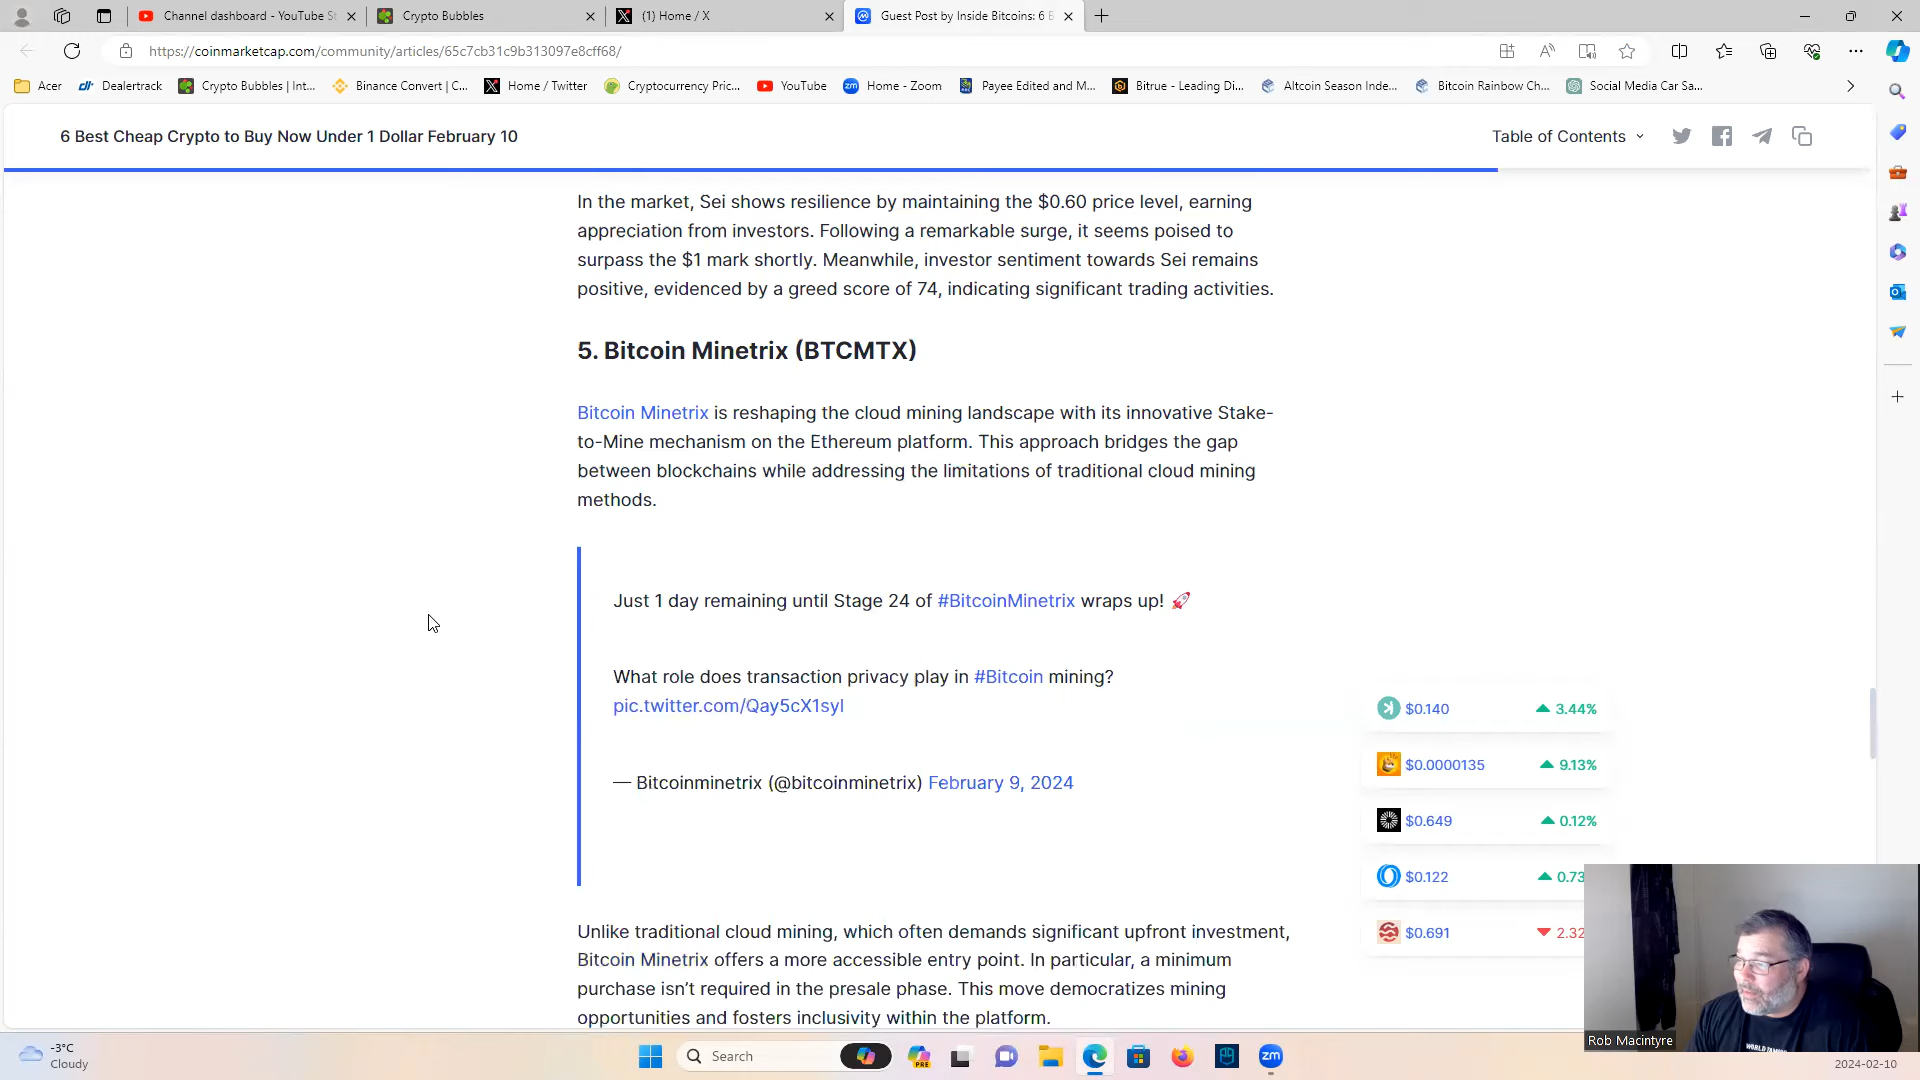 Channel dashboard - YouTube St
Crypto Bubbles
(1) Home / X
Guest Post by Inside Bitcoins: 6 B
https://coinmarketcap.com/community/articles/65c7cb31c9b313097e8cff68/
Acer
Dealertrack
Crypto Bubbles | Int...
Binance Convert | C...
Home / Twitter
Cryptocurrency Pric...
YouTube
Home - Zoom
Payee Edited and M...
Bitrue - Leading Di...
Altcoin Season Inde...
Bitcoin Rainbow Ch...
Social Media Car Sa...
6 Best Cheap Crypto to Buy Now Under 1 Dollar February 10
Table of Contents
In the market, Sei shows resilience by maintaining the $0.60 price level, earning
appreciation from investors. Following a remarkable surge, it seems poised to
surpass the $1 mark shortly. Meanwhile, investor sentiment towards Sei remains
positive, evidenced by a greed score of 74, indicating significant trading activities.
5. Bitcoin Minetrix (BTCMTX)
Bitcoin Minetrix is reshaping the cloud mining landscape with its innovative Stake-
to-Mine mechanism on the Ethereum platform. This approach bridges the gap
between blockchains while addressing the limitations of traditional cloud mining
methods.
Just 1 day remaining until Stage 24 of #BitcoinMinetrix wraps up! 🚀
What role does transaction privacy play in #Bitcoin mining?
pic.twitter.com/Qay5cX1syl
— Bitcoinminetrix (@bitcoinminetrix) February 9, 2024
Unlike traditional cloud mining, which often demands significant upfront investment,
Bitcoin Minetrix offers a more accessible entry point. In particular, a minimum
purchase isn't required in the presale phase. This move democratizes mining
opportunities and fosters inclusivity within the platform.
$0.140 ▲ 3.44%
$0.0000135 ▲ 9.13%
$0.649 ▲ 0.12%
$0.122 ▲ 0.73
$0.691 ▼ 2.32
Rob Macintyre
-3°C
Cloudy
Search
PRE
zm
2024-02-10